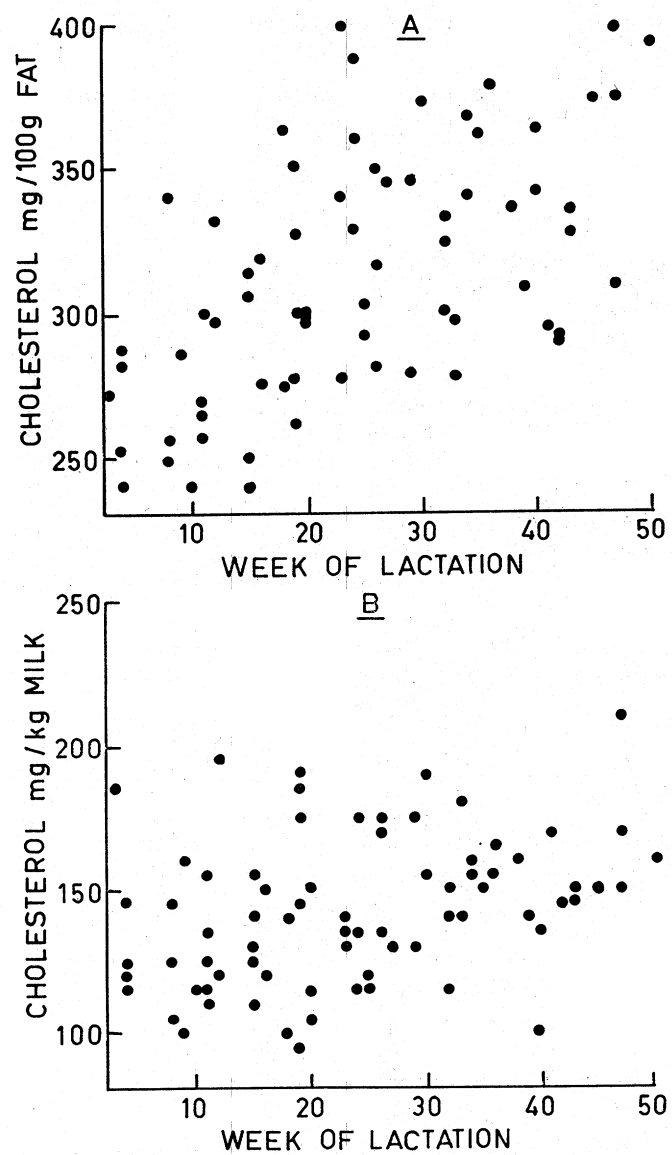 A
CHOLESTEROL mg/100g FAT
400
350
300
250
10 20 30 40 50
WEEK OF LACTATION
B
CHOLESTEROL mg/kg MILK
250
200
150
100
10 20 30 40 50
WEEK OF LACTATION